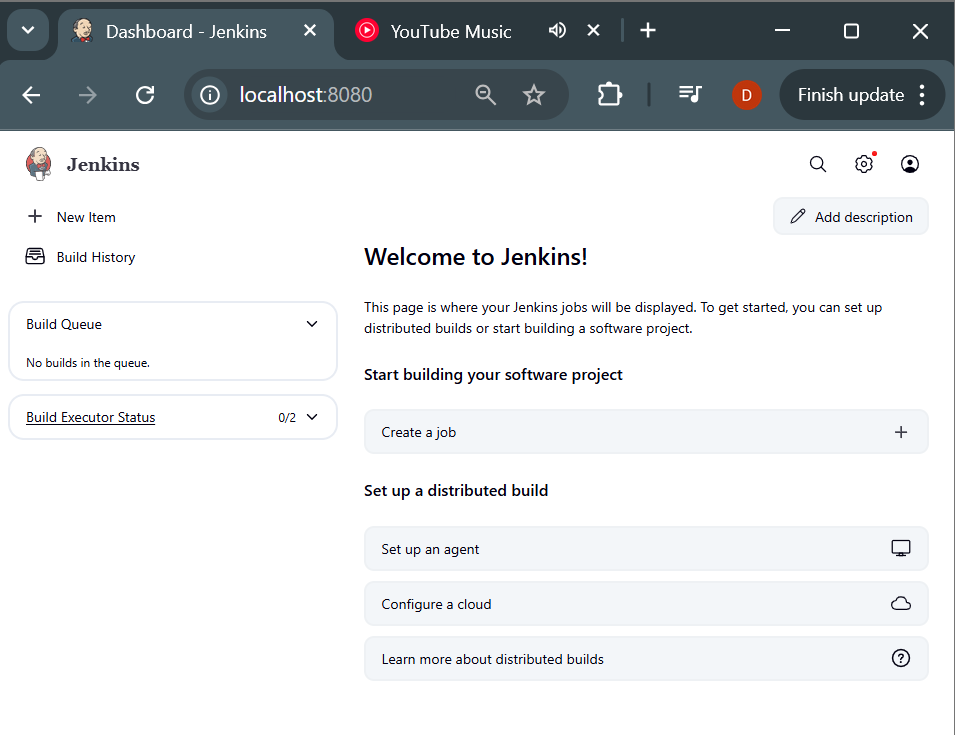 Dashboard - Jenkins
YouTube Music
localhost:8080
D
Finish update
Jenkins
New Item
Build History
Build Queue
No builds in the queue.
Build Executor Status
0/2
Add description
Welcome to Jenkins!
This page is where your Jenkins jobs will be displayed. To get started, you can set up
distributed builds or start building a software project.
Start building your software project
Create a job
Set up a distributed build
Set up an agent
Configure a cloud
Learn more about distributed builds